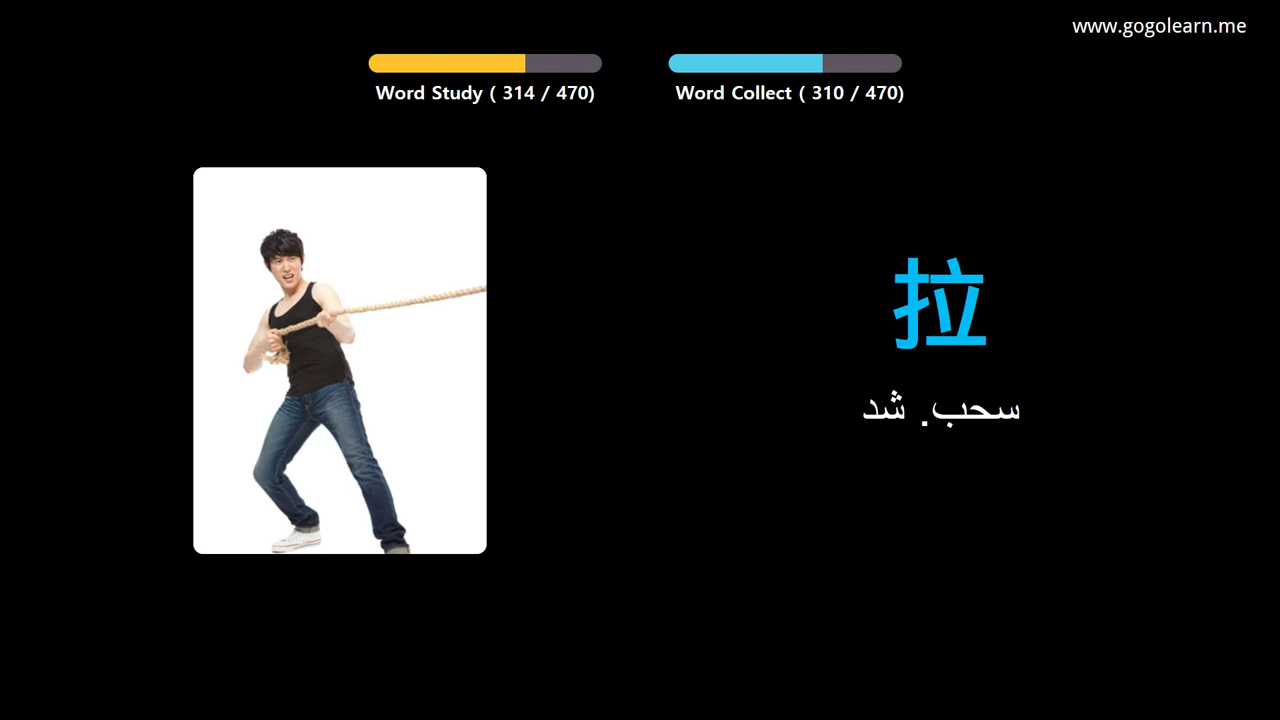 www.gogolearn.me
Word Study ( 314 / 470)
Word Collect ( 310 / 470)
拉
سحب. شد